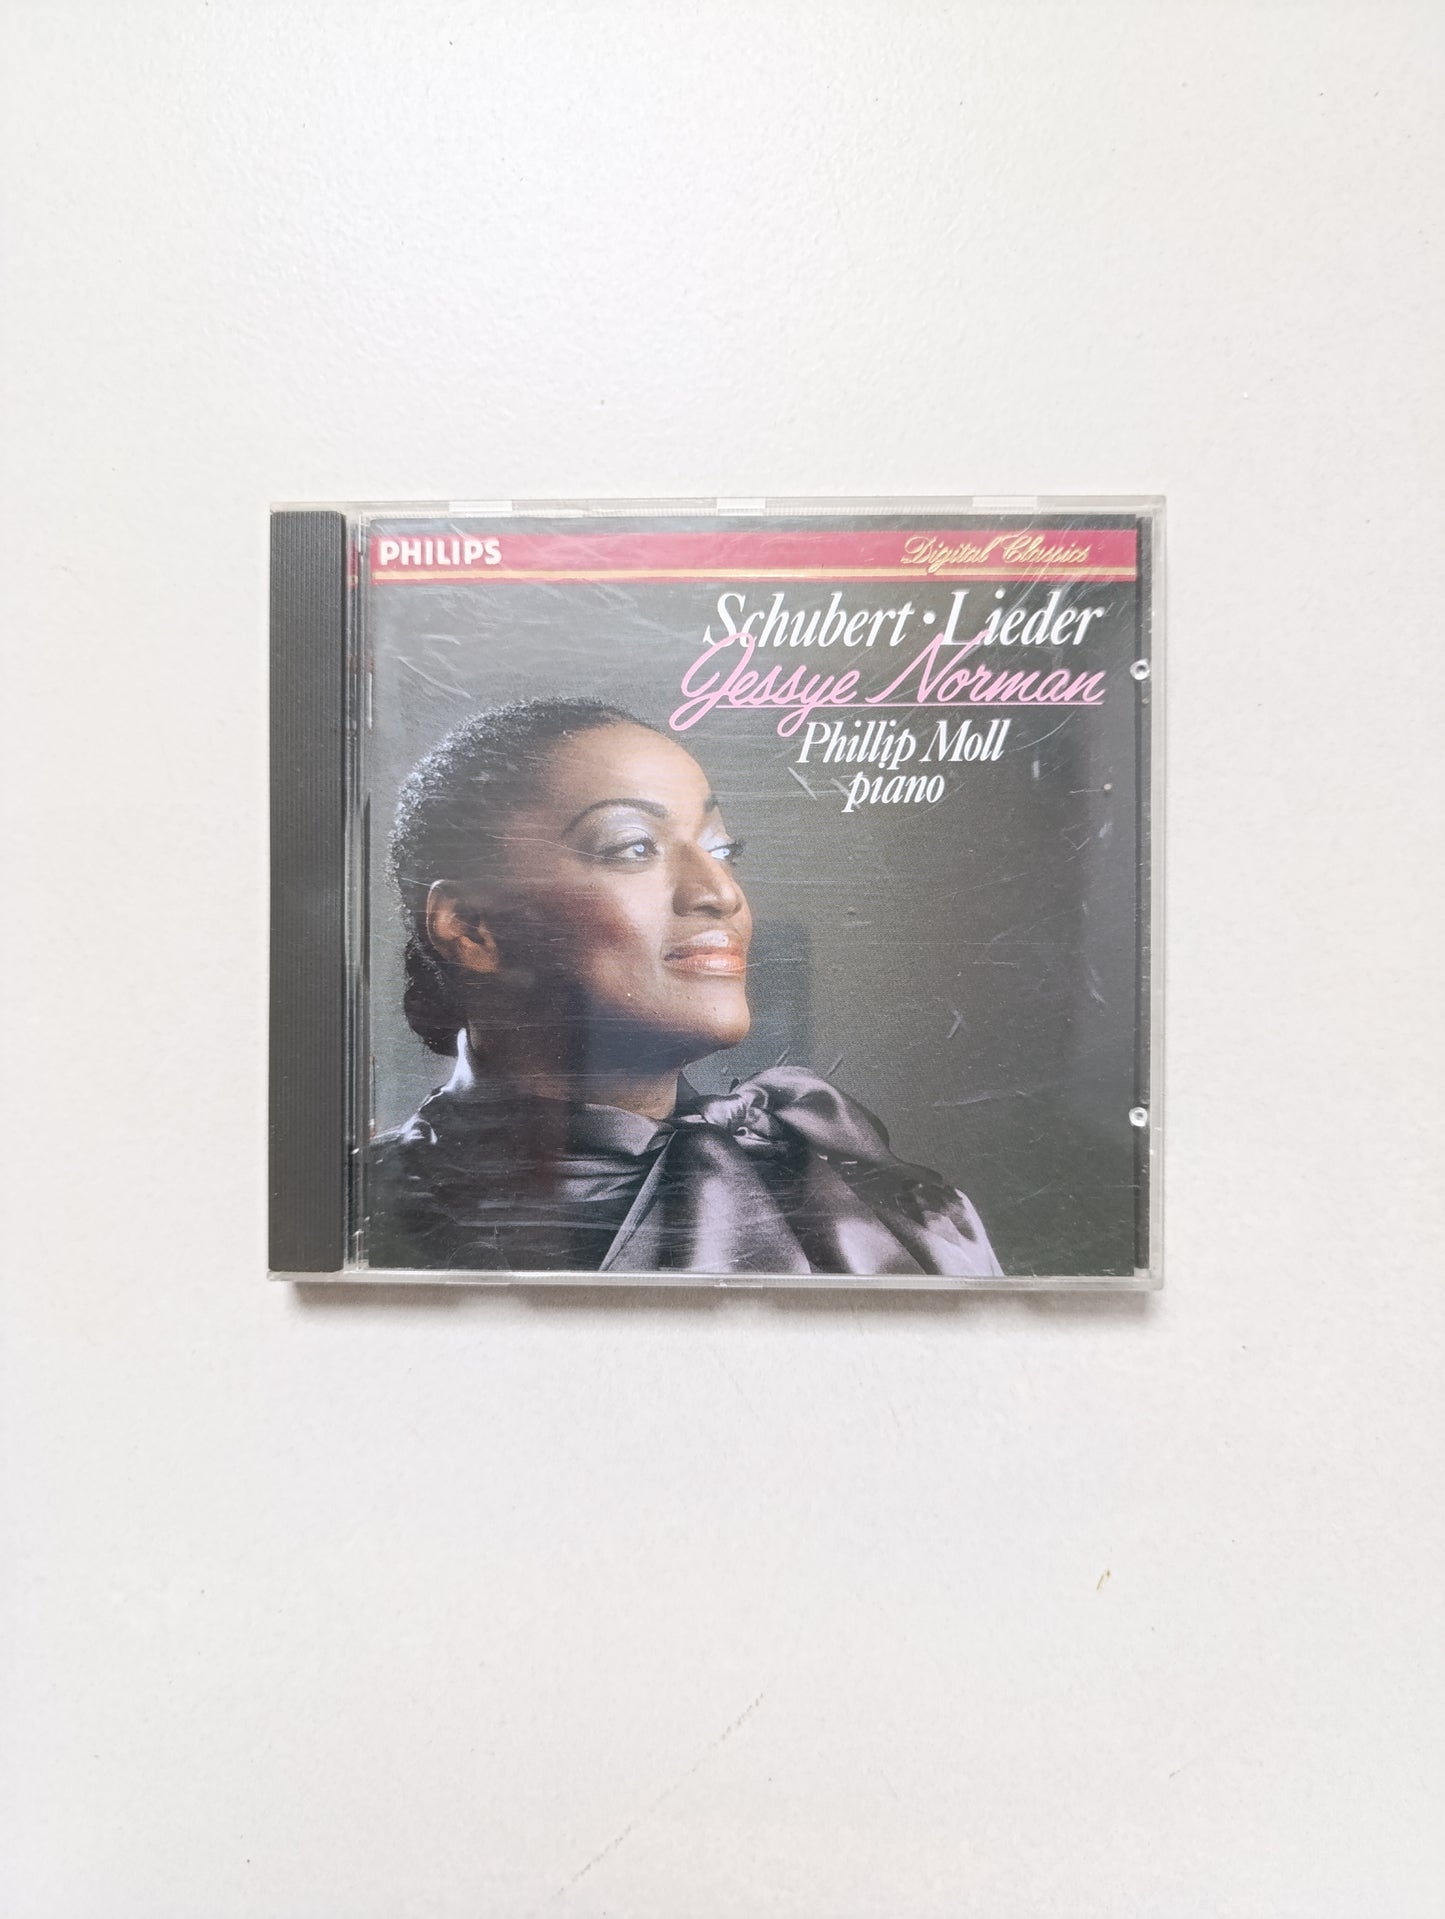 PHILIPS
Digital Classics
Schubert · Lieder
Jessye Norman
Phillip Moll
piano